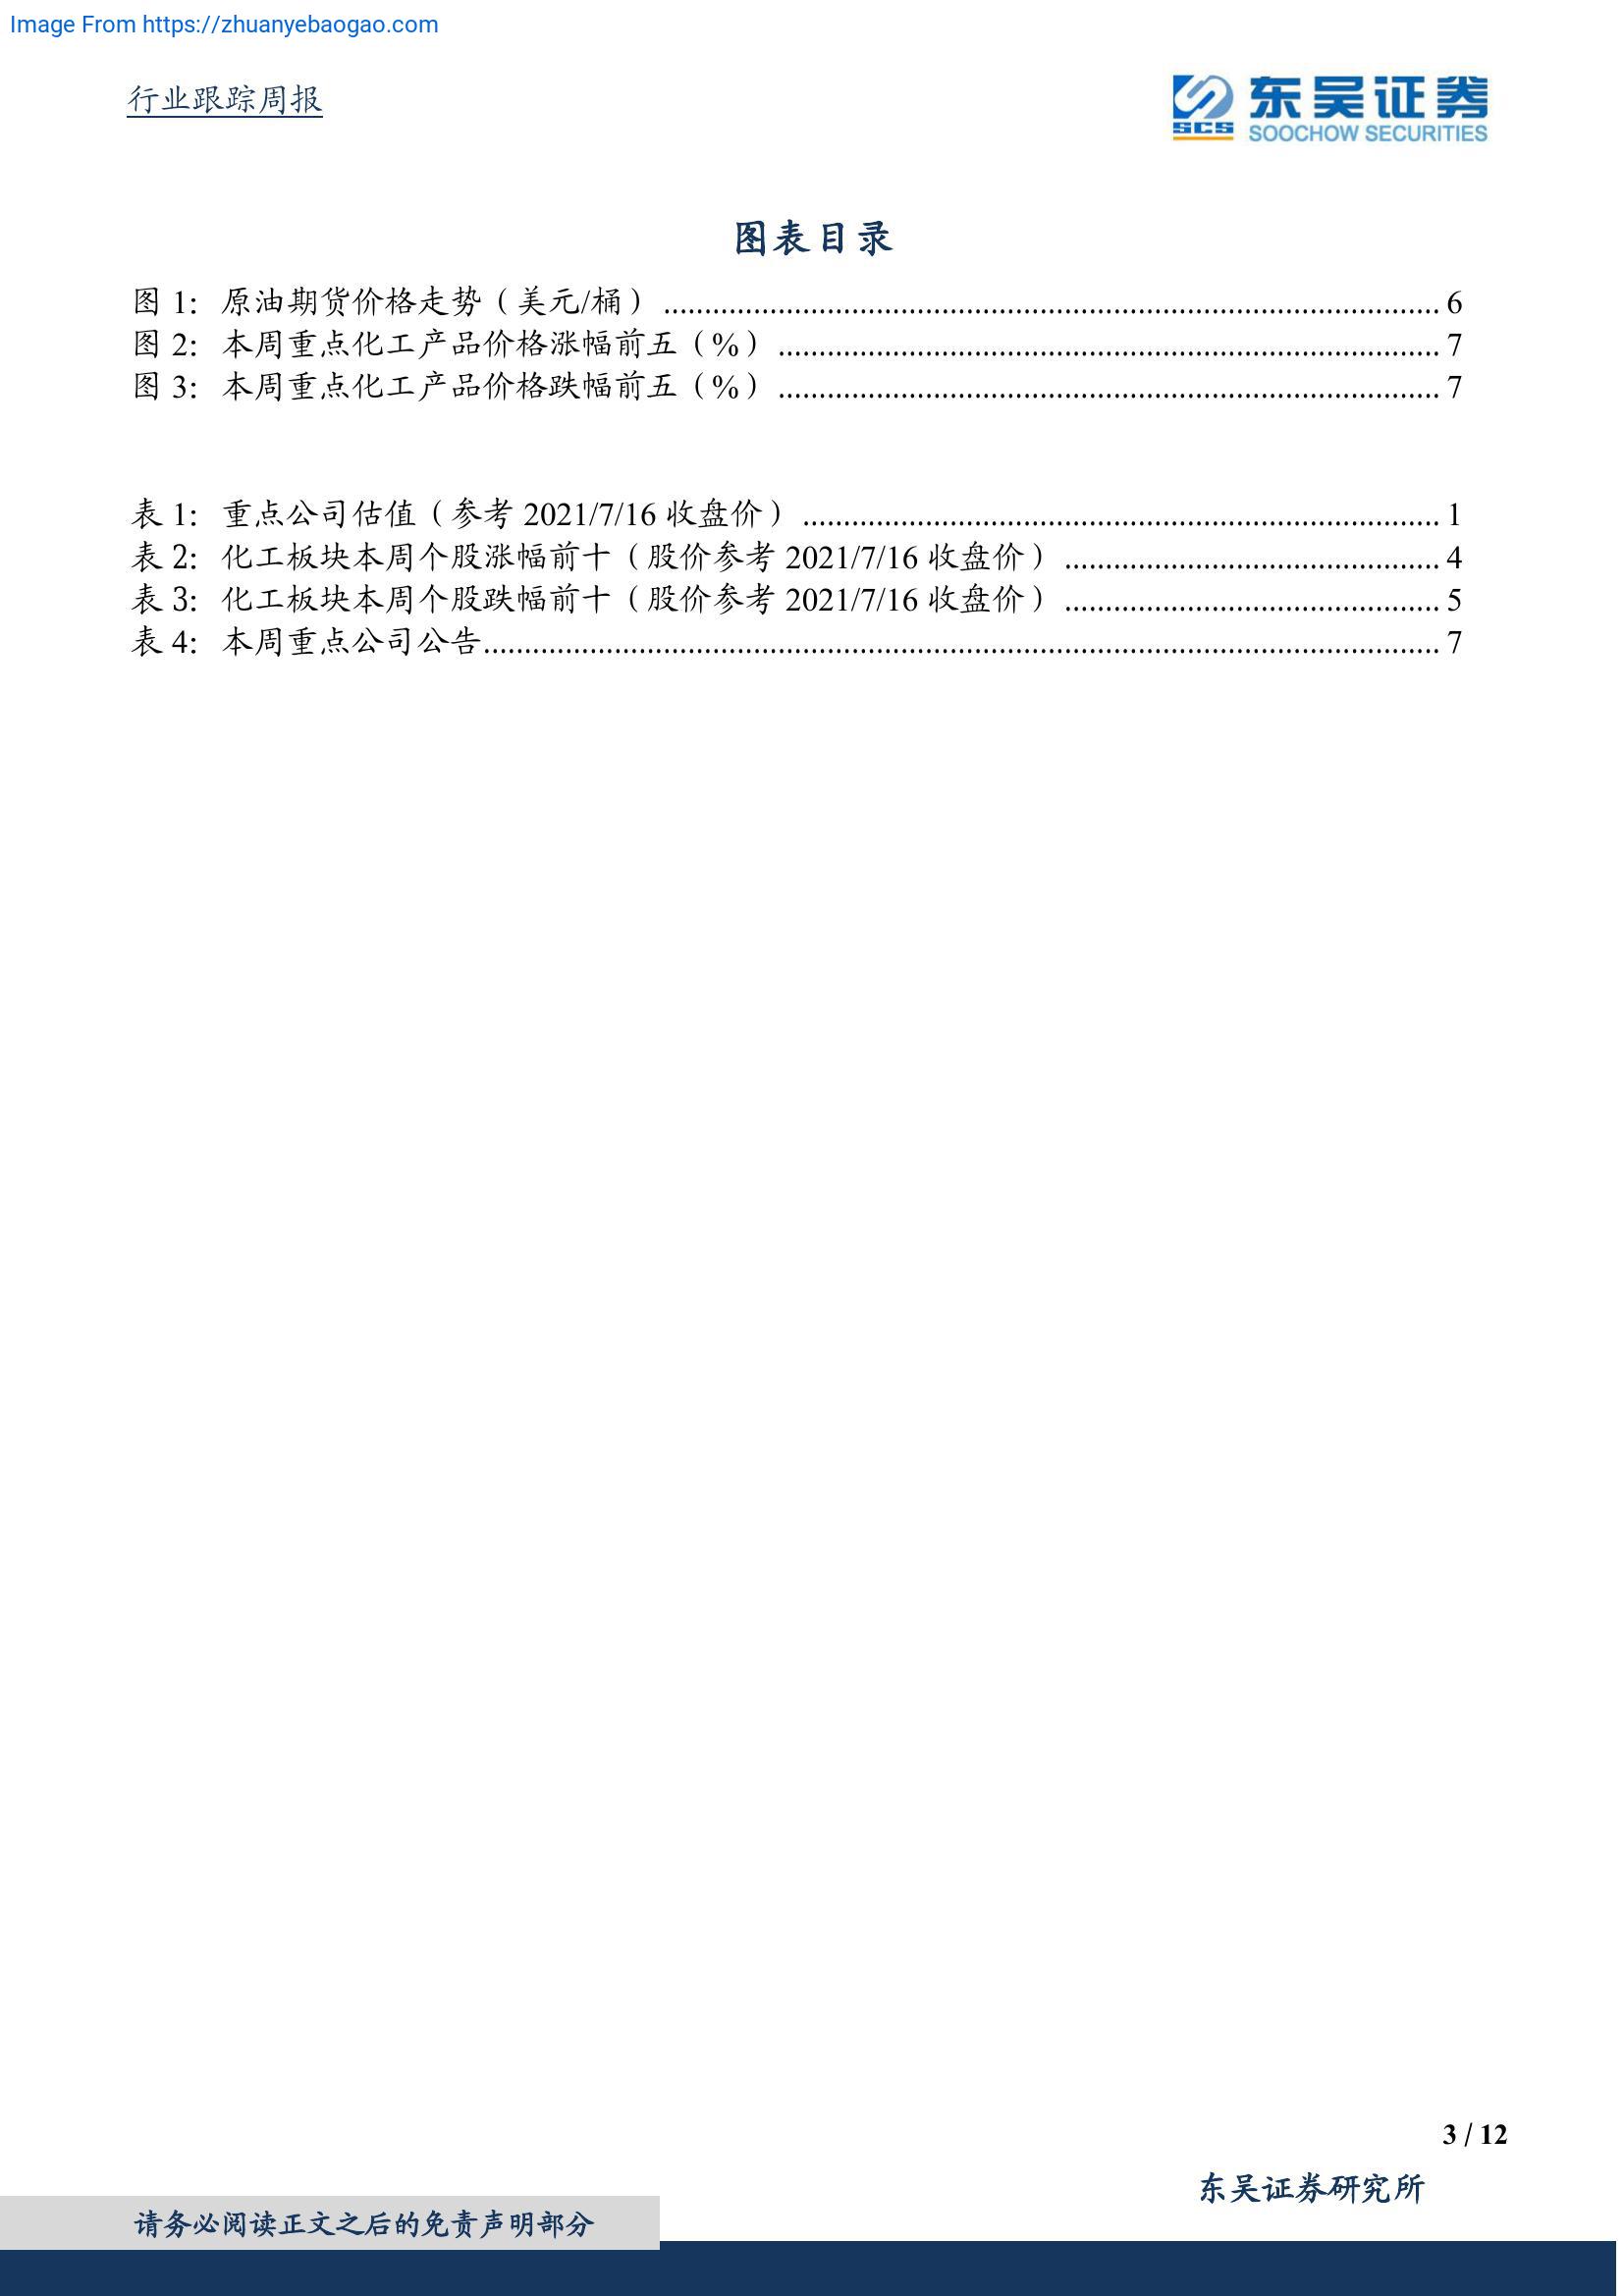 Image From https://zhuanyebaogao.com
行业跟踪周报
SCS 东吴证券
SOOCHOW SECURITIES
图表目录
图 1: 原油期货价格走势（美元/桶） ........................................ 6
图 2: 本周重点化工产品价格涨幅前五（%） ........................................ 7
图 3: 本周重点化工产品价格跌幅前五（%） ........................................ 7
表 1: 重点公司估值（参考 2021/7/16 收盘价） ........................................ 1
表 2: 化工板块本周个股涨幅前十（股价参考 2021/7/16 收盘价） ........................................ 4
表 3: 化工板块本周个股跌幅前十（股价参考 2021/7/16 收盘价） ........................................ 5
表 4: 本周重点公司公告........................................ 7
3 / 12
东吴证券研究所
请务必阅读正文之后的免责声明部分